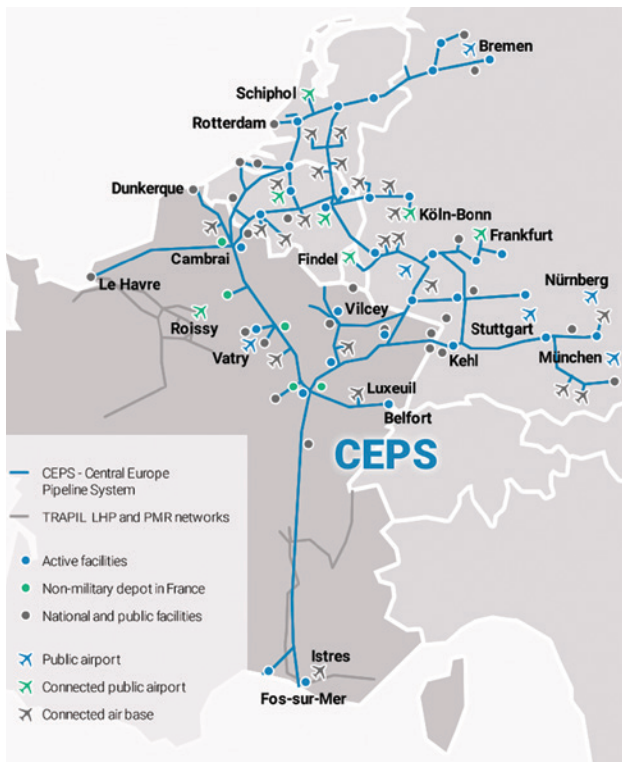 Bremen
Schiphol
Rotterdam
Dunkerque
Köln-Bonn
Frankfurt
Cambrai
Findel
Le Havre
Nürnberg
Vilcey
Roissy
Stuttgart
Vatry
Kehl
München
Luxeuil
Belfort
CEPS
CEPS - Central Europe
Pipeline System
TRAPIL LHP and PMR networks
Active facilities
Non-military depot in France
National and public facilities
Public airport
Connected public airport
Connected air base
Istres
Fos-sur-Mer